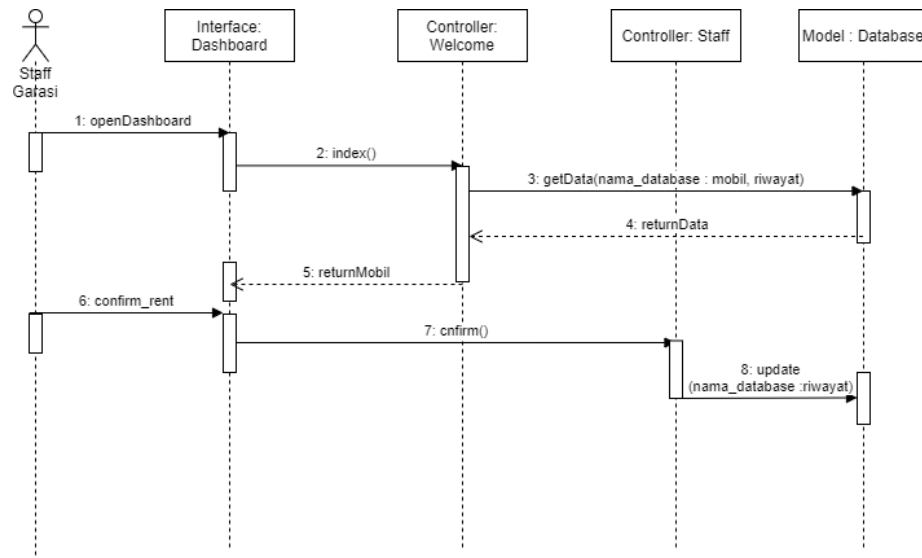 Interface:
Dashboard
Controller:
Welcome
Controller: Staff
Model : Database
Staff
Garasi
1: openDashboard
2: index()
3: getData(nama_database : mobil, riwayat)
4: returnData
5: returnMobil
6: confirm_rent
7: cnfirm()
8: update
(nama_database :riwayat)